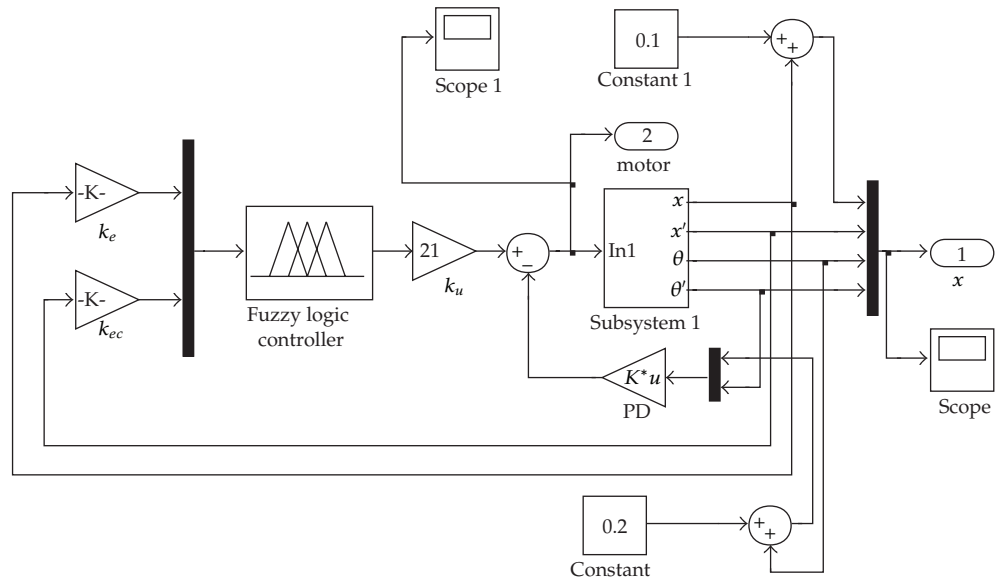 0.1
Constant 1
+
+
Scope 1
2
motor
-K-
k_e
-K-
k_ec
Fuzzy logic
controller
21
k_u
+
−
In1
x
x′
θ
θ′
Subsystem 1
1
x
K*u
PD
Scope
0.2
Constant
+
+